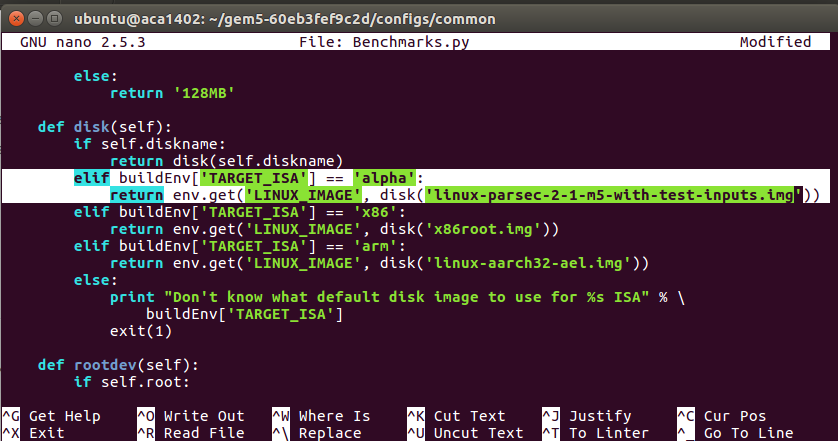 ubuntu@aca1402: ~/gem5-60eb3fef9c2d/configs/common
GNU nano 2.5.3 File: Benchmarks.py Modified
else:
return '128MB'
def disk(self):
if self.diskname:
return disk(self.diskname)
elif buildEnv['TARGET_ISA'] == 'alpha':
return env.get('LINUX_IMAGE', disk('linux-parsec-2-1-m5-with-test-inputs.img'))
elif buildEnv['TARGET_ISA'] == 'x86':
return env.get('LINUX_IMAGE', disk('x86root.img'))
elif buildEnv['TARGET_ISA'] == 'arm':
return env.get('LINUX_IMAGE', disk('linux-aarch32-ael.img'))
else:
print "Don't know what default disk image to use for %s ISA" % \
buildEnv['TARGET_ISA']
exit(1)
def rootdev(self):
if self.root:
^G Get Help ^O Write Out ^W Where Is ^K Cut Text ^J Justify ^C Cur Pos
^X Exit ^R Read File ^\ Replace ^U Uncut Text ^T To Linter ^_ Go To Line